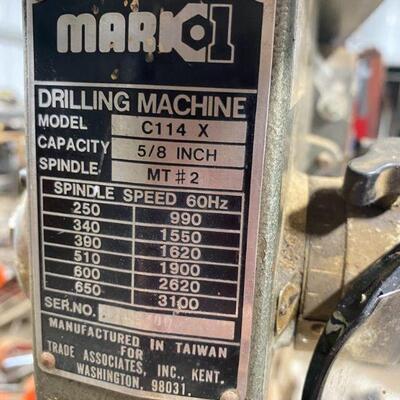 MARK 1
DRILLING MACHINE
MODEL C114 X
CAPACITY 5/8 INCH
SPINDLE MT#2
SPINDLE SPEED 60Hz
250 990
340 1550
390 1620
510 1900
600 2620
650 3100
SER.NO.
MANUFACTURED IN TAIWAN
FOR
TRADE ASSOCIATES, INC., KENT.
WASHINGTON, 98031.